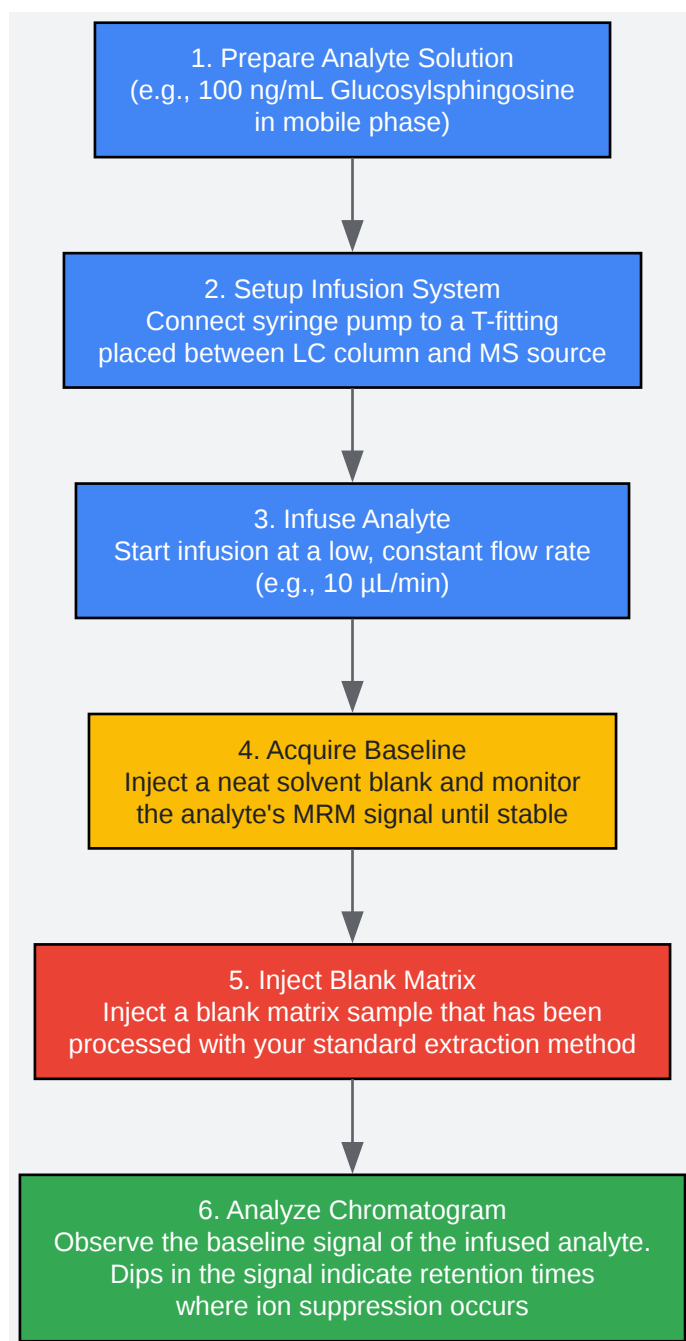 1. Prepare Analyte Solution
(e.g., 100 ng/mL Glucosylsphingosine
in mobile phase)
2. Setup Infusion System
Connect syringe pump to a T-fitting
placed between LC column and MS source
3. Infuse Analyte
Start infusion at a low, constant flow rate
(e.g., 10 µL/min)
4. Acquire Baseline
Inject a neat solvent blank and monitor
the analyte's MRM signal until stable
5. Inject Blank Matrix
Inject a blank matrix sample that has been
processed with your standard extraction method
6. Analyze Chromatogram
Observe the baseline signal of the infused analyte.
Dips in the signal indicate retention times
where ion suppression occurs